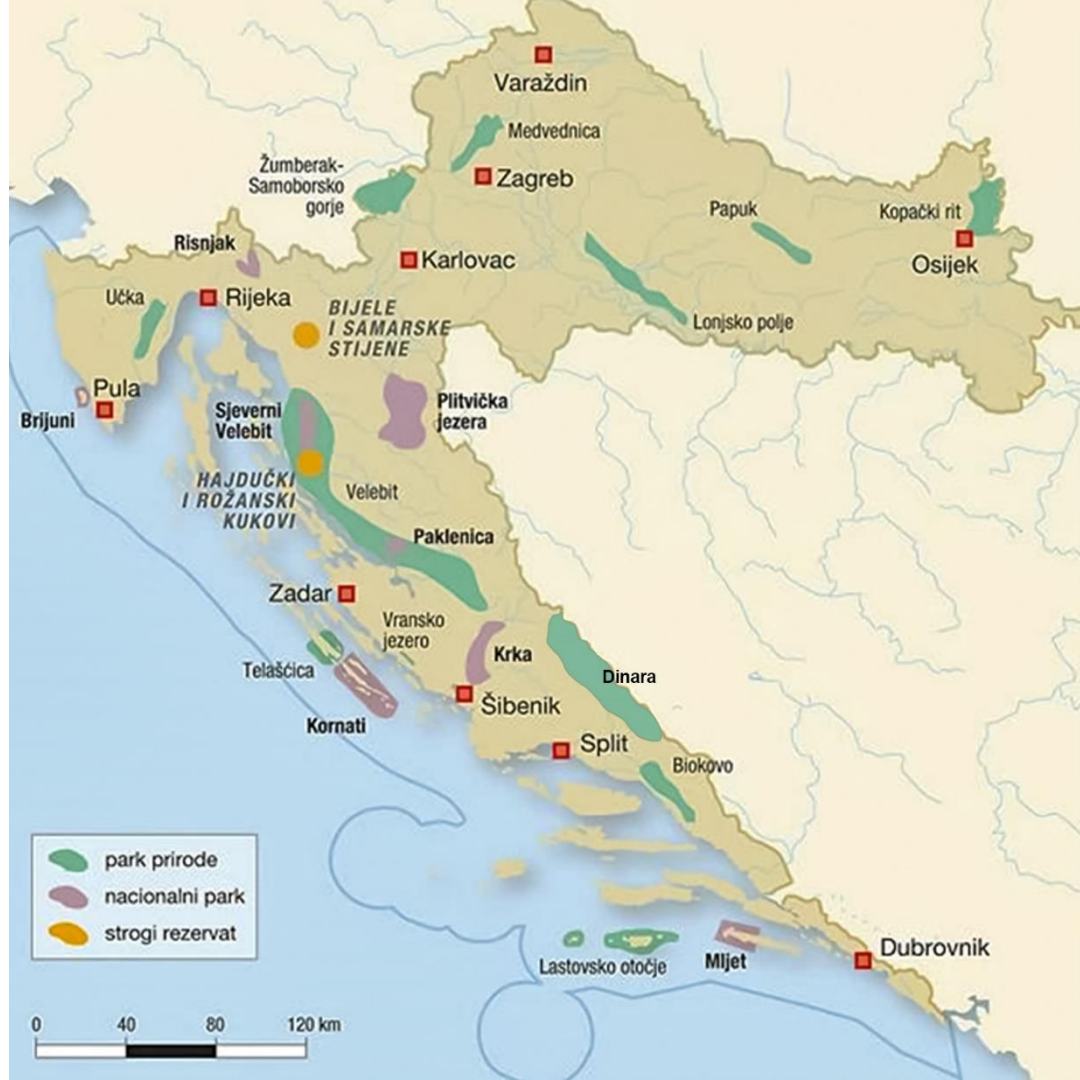 Varaždin
Medvednica
Žumberak-
Samoborsko
gorje
Zagreb
Papuk
Kopački rit
Risnjak
Karlovac
Osijek
Učka
Rijeka
BIJELE
I SAMARSKE
STIJENE
Lonjsko polje
Pula
Brijuni
Sjeverni
Velebit
Plitvička
jezera
HAJDUČKI
I ROŽANSKI
KUKOVI
Velebit
Paklenica
Zadar
Vransko
jezero
Krka
Telašćica
Dinara
Kornati
Šibenik
Split
Biokovo
park prirode
nacionalni park
strogi rezervat
Dubrovnik
Lastovsko otočje
Mljet
0 40 80 120 km